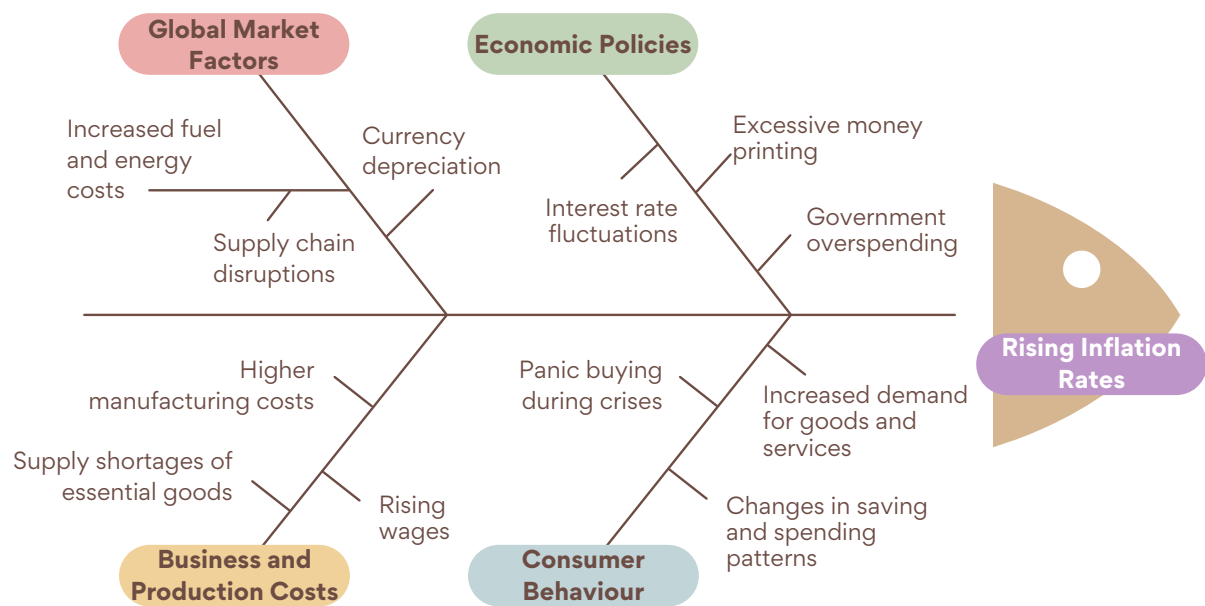 Global Market
Factors
Economic Policies
Increased fuel
and energy
costs
Currency
depreciation
Supply chain
disruptions
Interest rate
fluctuations
Excessive money
printing
Government
overspending
Rising Inflation
Rates
Higher
manufacturing costs
Supply shortages of
essential goods
Rising
wages
Panic buying
during crises
Increased demand
for goods and
services
Changes in saving
and spending
patterns
Business and
Production Costs
Consumer
Behaviour